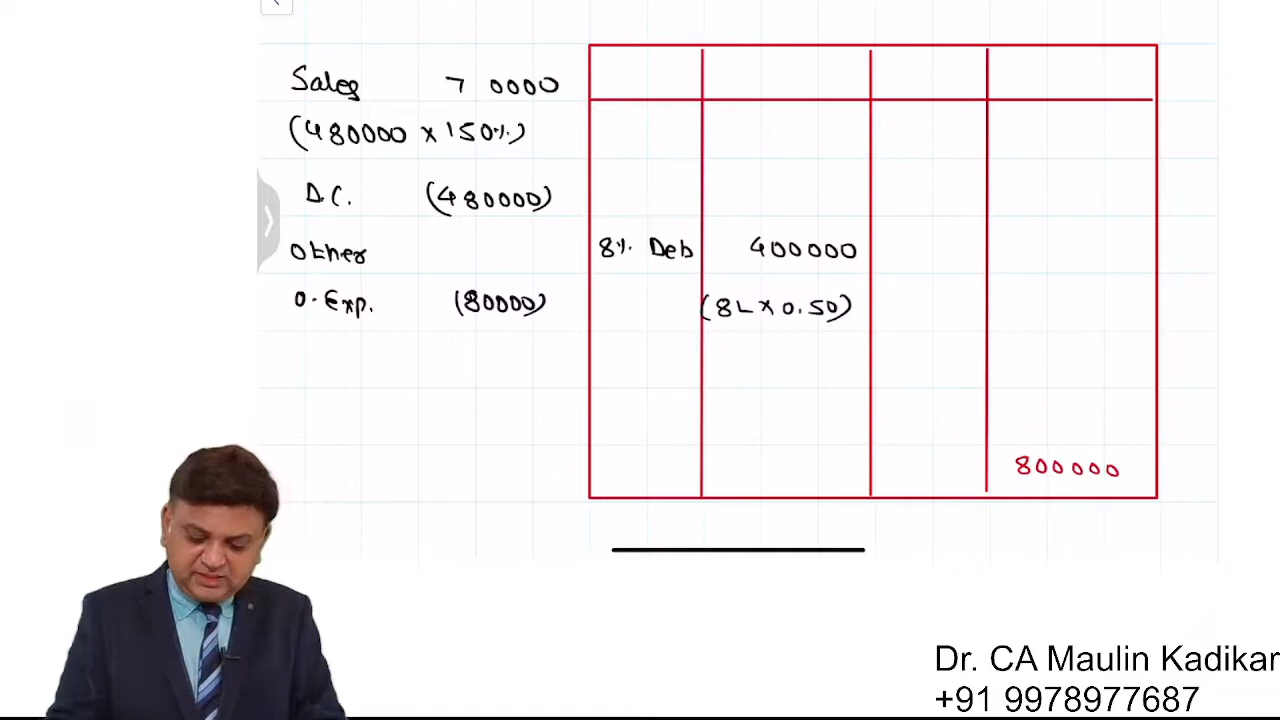 Sales 7 0000
(480000 x 150%)
D.C. (480000)
Other
O. Exp. (80000)
8% Deb 400000
(8L x 0.50)
800000
Dr. CA Maulin Kadikar
+91 9978977687